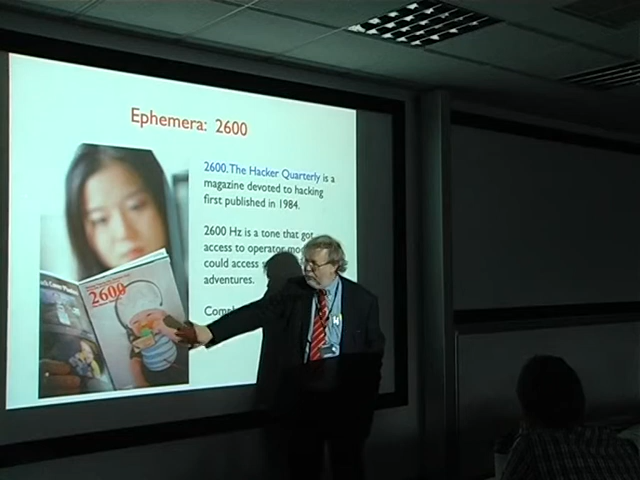 Ephemera: 2600
2600. The Hacker Quarterly is a
magazine devoted to hacking
first published in 1984.
2600 Hz is a tone that got
access to operator
could access
adventures.
2600